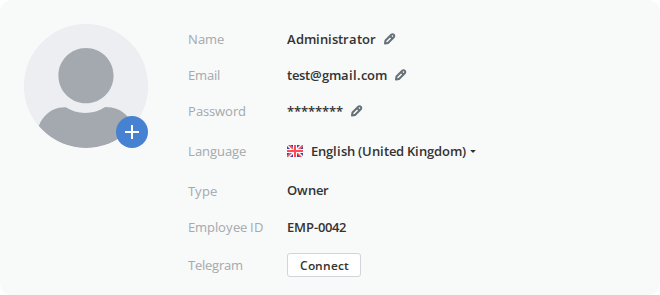 Name Administrator
Email test@gmail.com
Password ********
Language English (United Kingdom)
Type Owner
Employee ID EMP-0042
Telegram Connect